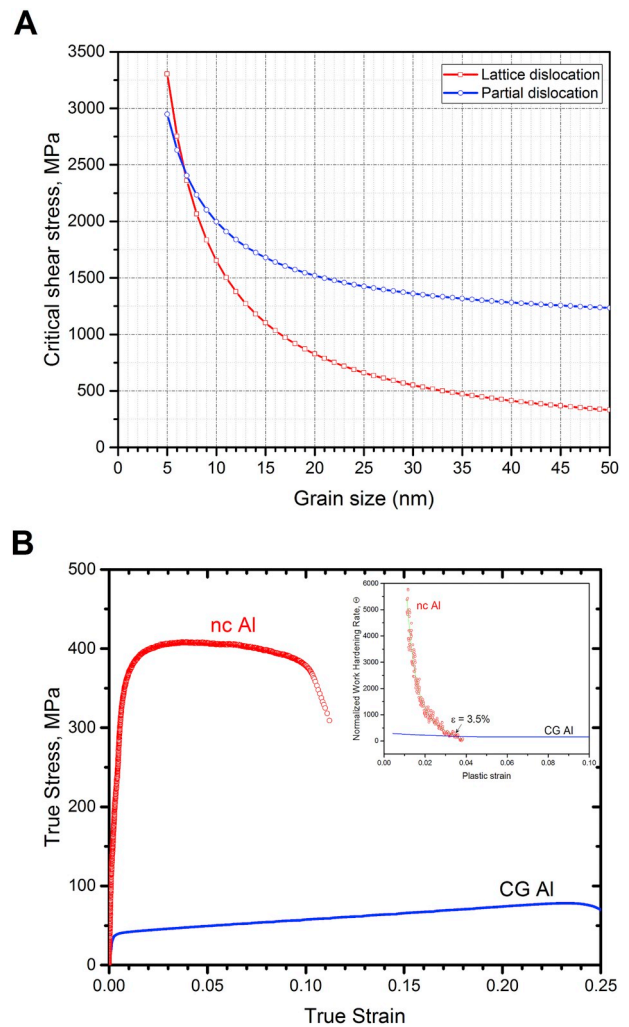 A
Critical shear stress, MPa
3500
3000
2500
2000
1500
1000
500
0
Lattice dislocation
Partial dislocation
0 5 10 15 20 25 30 35 40 45 50
Grain size (nm)
B
True Stress, MPa
500
400
300
200
100
0
nc Al
CG Al
0.00 0.05 0.10 0.15 0.20 0.25
True Strain
Normalized Work Hardening Rate, Θ
6000
5000
4000
3000
2000
1000
0
nc Al
ε = 3.5%
CG Al
0.00 0.02 0.04 0.06 0.08 0.10
Plastic strain